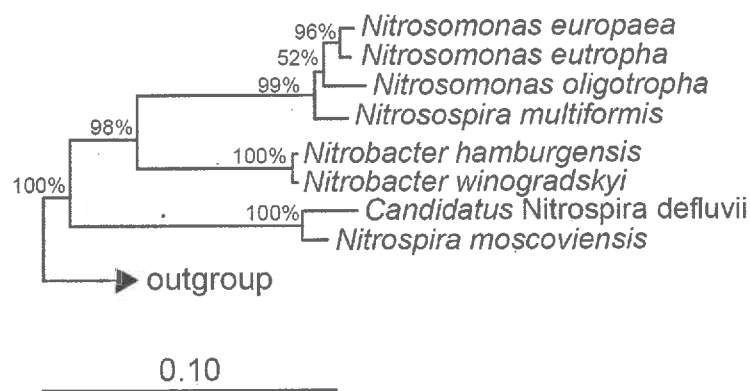 96%
Nitrosomonas europaea
Nitrosomonas eutropha
52%
Nitrosomonas oligotropha
99%
Nitrosospira multiformis
98%
100%
Nitrobacter hamburgensis
Nitrobacter winogradskyi
100%
100%
Candidatus Nitrospira defluvii
Nitrospira moscoviensis
outgroup
0.10